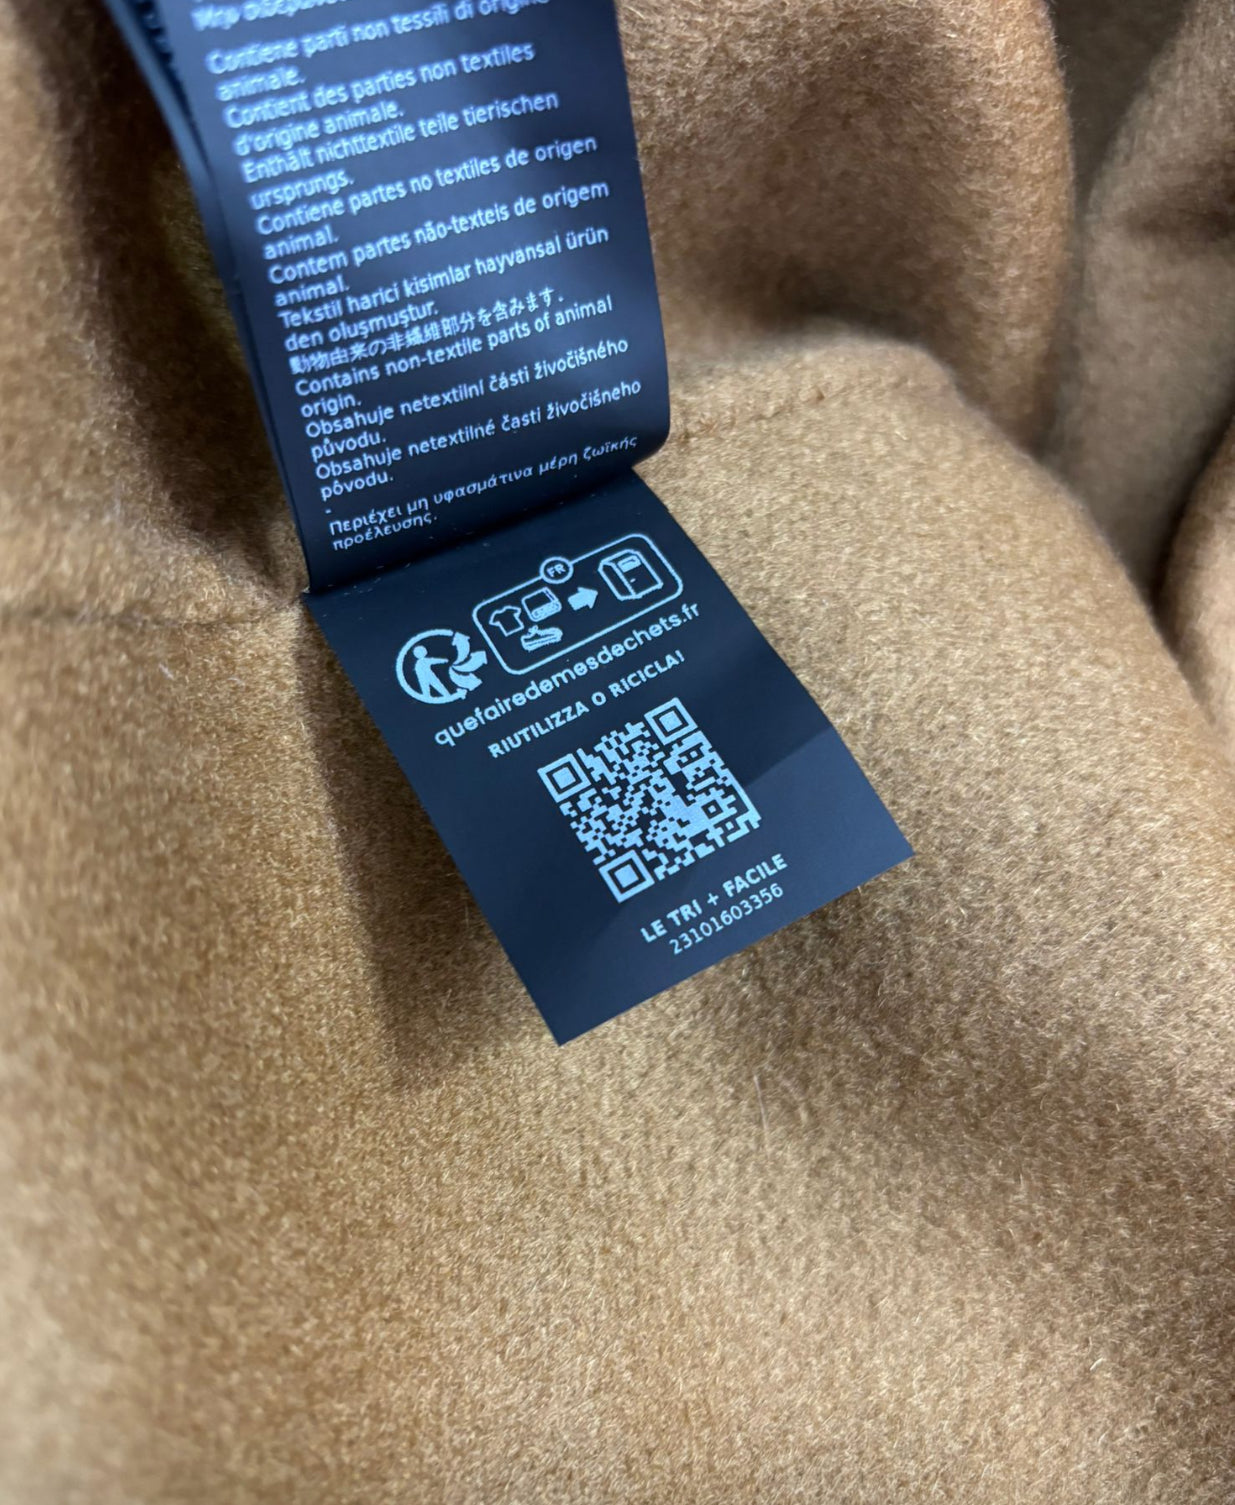 Contiene parti non tessili di origine
animale.
Contient des parties non textiles
d'origine animale.
Enthält nichttextile teile tierischen
ursprungs.
Contiene partes no textiles de origen
animal.
Contem partes não-texteis de origem
animal.
Tekstil harici kisimlar hayvansal ürün
den oluşmuştur.
動物由来の非繊維部分を含みます.
Contains non-textile parts of animal
origin.
Obsahuje netextilní části živočišného
původu.
Obsahuje netextilné časti živočišneho
pôvodu.
-
Περιέχει μη υφασμάτινα μέρη ζωϊκής
προέλευσης.
FR
quefairedemesdechets.fr
RIUTILIZZA O RICICLA!
LE TRI + FACILE
23101603356